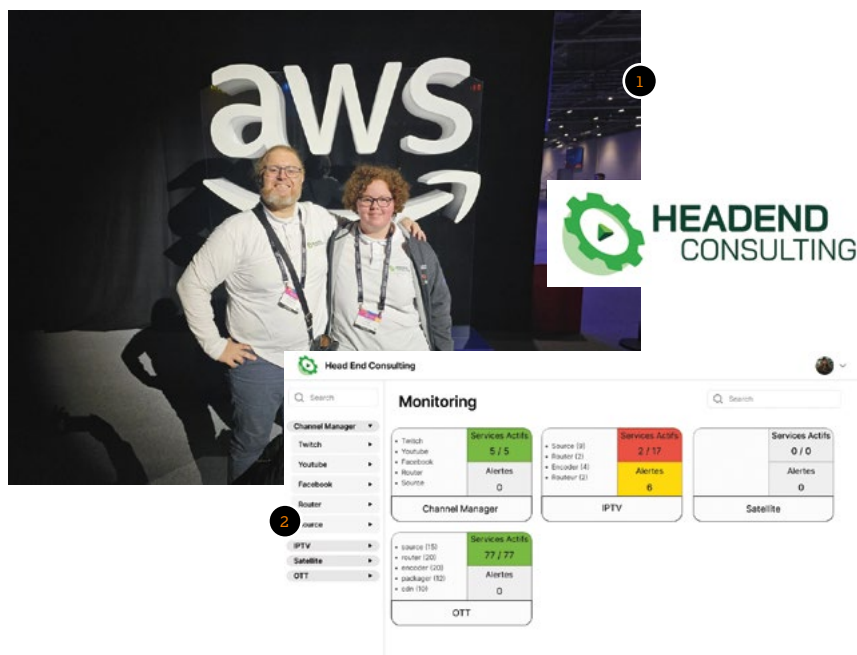 aws
1
HEADEND
CONSULTING
HEADEND
Head End Consulting
Search
Monitoring
Search
Channel Manager
Twitch
Youtube
Facebook
Router
2
ource
IPTV
Satellite
OTT
• Twitch
• Youtube
• Facebook
• Router
• Source
Services Actifs
5 / 5
Alertes
0
Channel Manager
• Source (9)
• Router (2)
• Encoder (4)
• Routeur (2)
Services Actifs
2 / 17
Alertes
6
IPTV
Services Actifs
0 / 0
Alertes
0
Satellite
• source (15)
• router (20)
• encoder (20)
• packager (12)
• cdn (10)
Services Actifs
77 / 77
Alertes
0
OTT